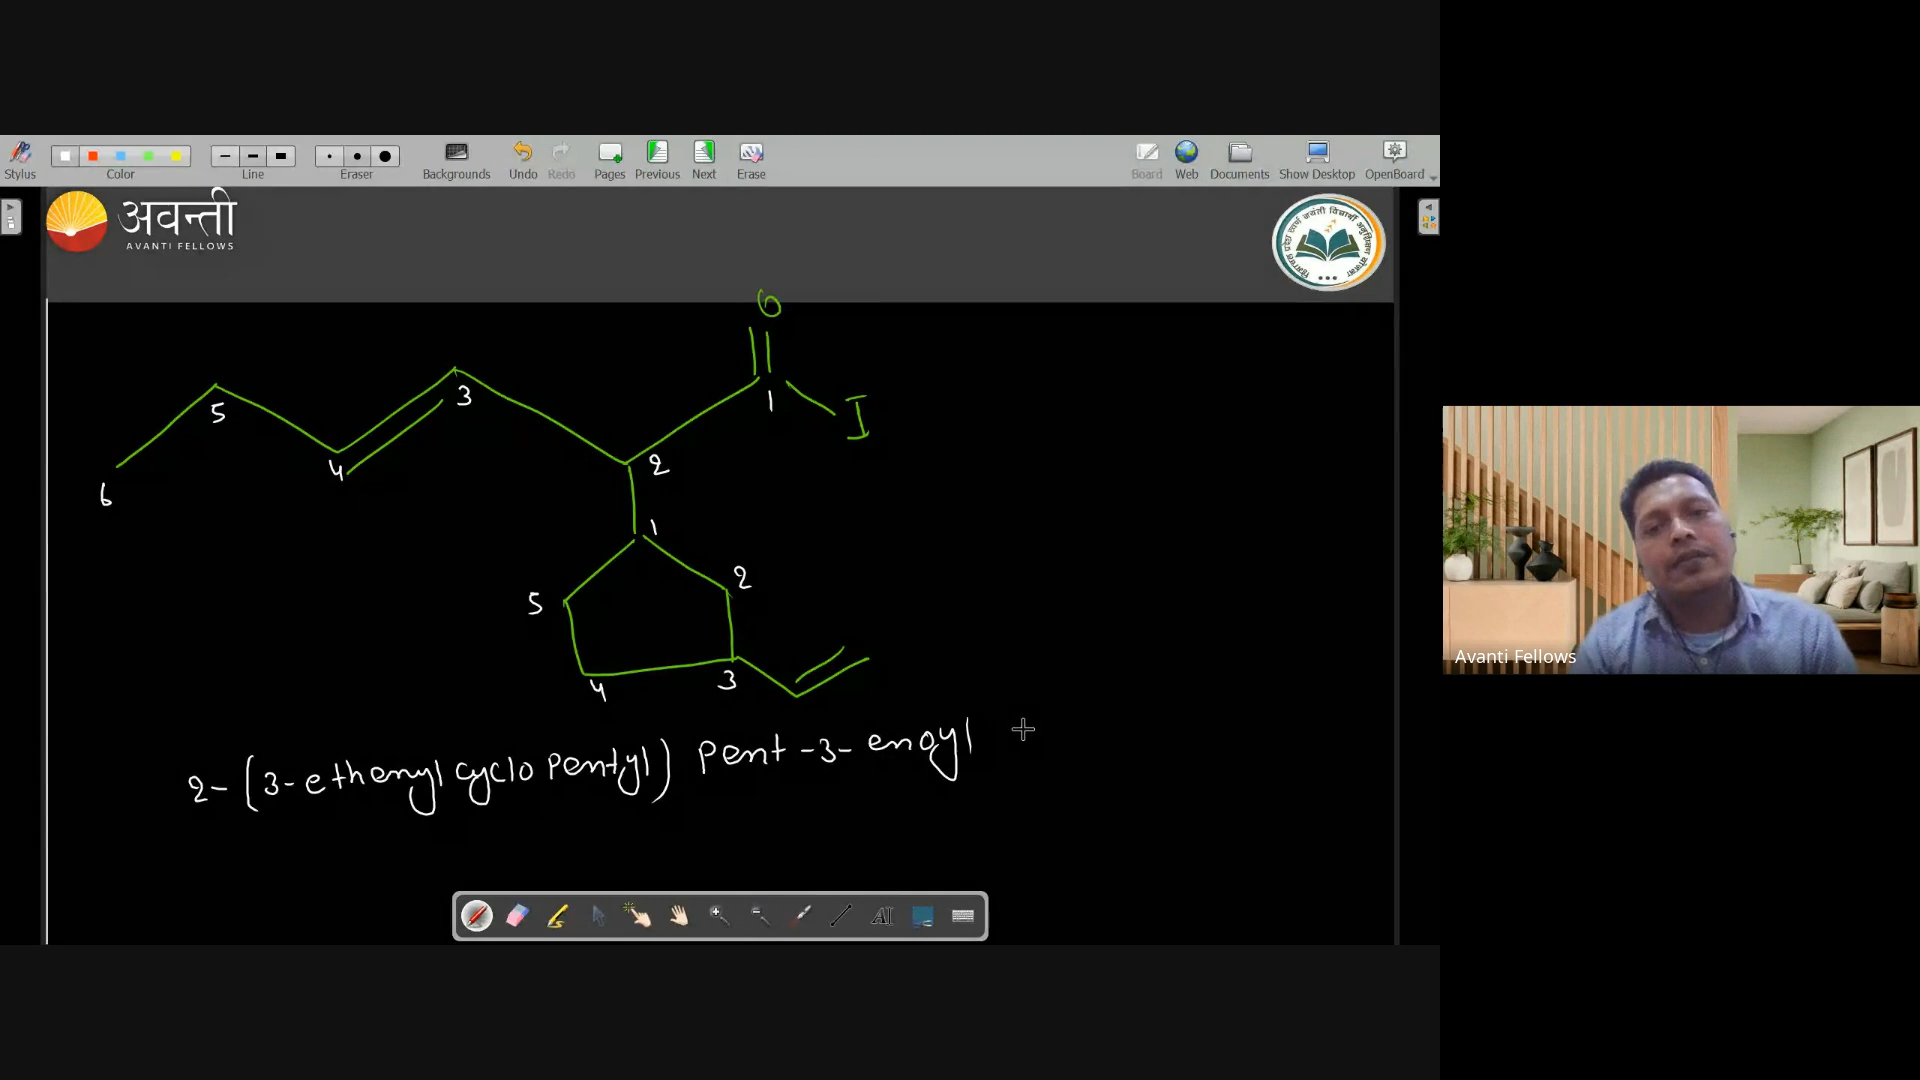 Stylus
Color
Line
Eraser
Backgrounds
Undo
Redo
Pages
Previous
Next
Erase
Board
Web
Documents
Show Desktop
OpenBoard
अवन्ती
AVANTI FELLOWS
O
1
I
2
3
4
5
6
1
2
3
4
5
2-(3-ethenyl cyclo Pentyl) Pent-3-enoyl
AI
Avanti Fellows